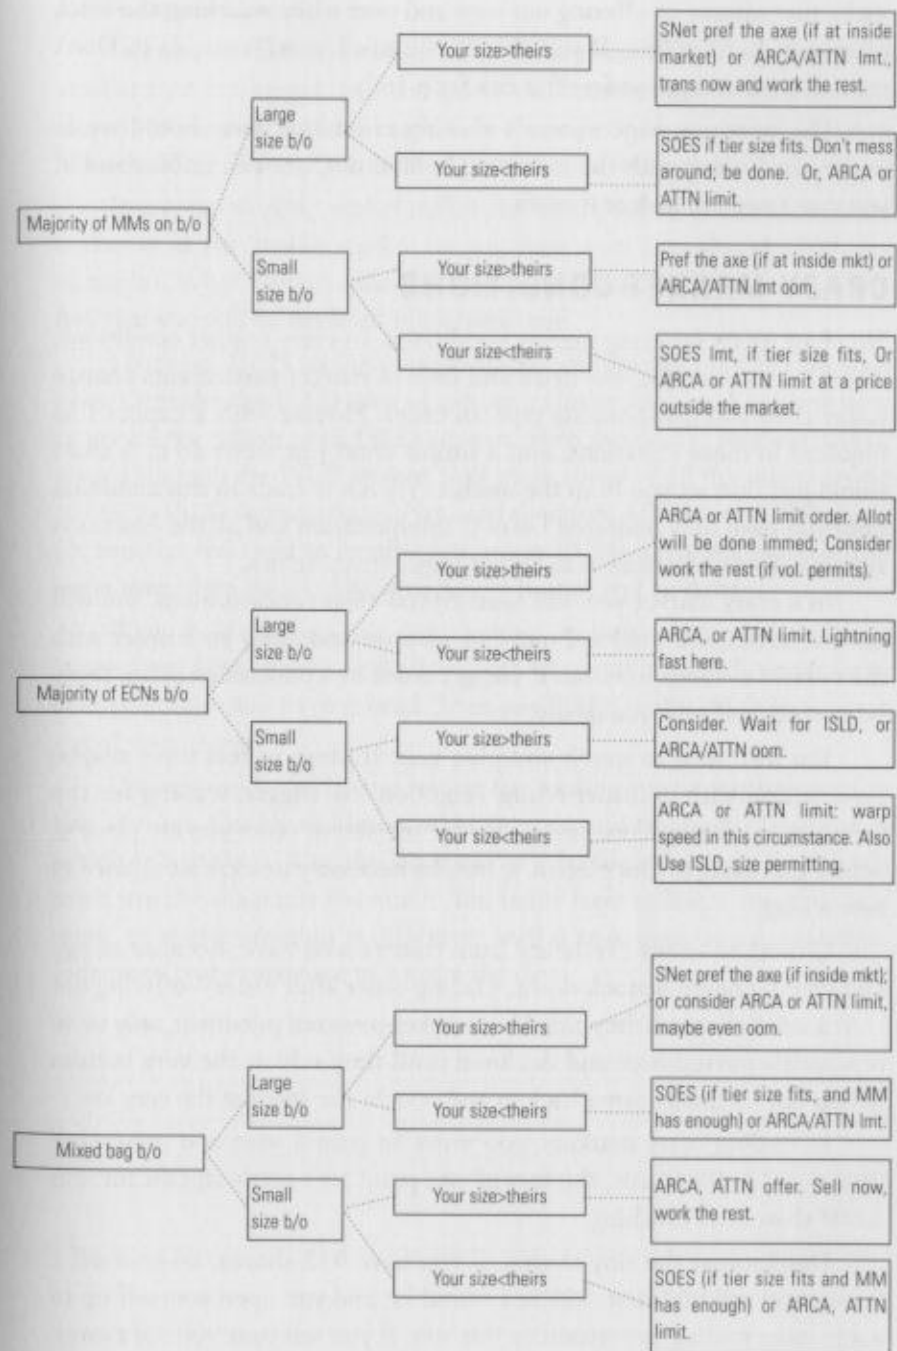 Your size>theirs
SNet pref the axe (if at inside
market) or ARCA/ATTN lmt.,
trans now and work the rest.
Large
size b/o
Your size<theirs
SOES if tier size fits. Don't mess
around; be done. Or, ARCA or
ATTN limit.
Majority of MMs on b/o
Small
size b/o
Your size>theirs
Pref the axe (if at inside mkt) or
ARCA/ATTN lmt oom,
Your size<theirs
SOES lmt, if tier size fits, Or
ARCA or ATTN limit at a price
outside the market.
Your size>theirs
ARCA or ATTN limit order. Allot
will be done immed; Consider
work the rest (if vol. permits).
Large
size b/o
Your size<theirs
ARCA, or ATTN limit. Lightning
fast here.
Majority of ECNs b/o
Small
size b/o
Your size>theirs
Consider. Wait for ISLD, or
ARCA/ATTN oom.
Your size<theirs
ARCA or ATTN limit: warp
speed in this circumstance. Also
Use ISLD, size permitting.
Your size>theirs
SNet pref the axe (if inside mkt);
or consider ARCA or ATTN limit,
maybe even oom.
Large
size b/o
Your size<theirs
SOES (if tier size fits, and MM
has enough) or ARCA/ATTN lmt.
Mixed bag b/o
Small
size b/o
Your size>theirs
ARCA, ATTN offer. Sell now,
work the rest.
Your size<theirs
SOES (if tier size fits and MM
has enough) or ARCA, ATTN
limit.